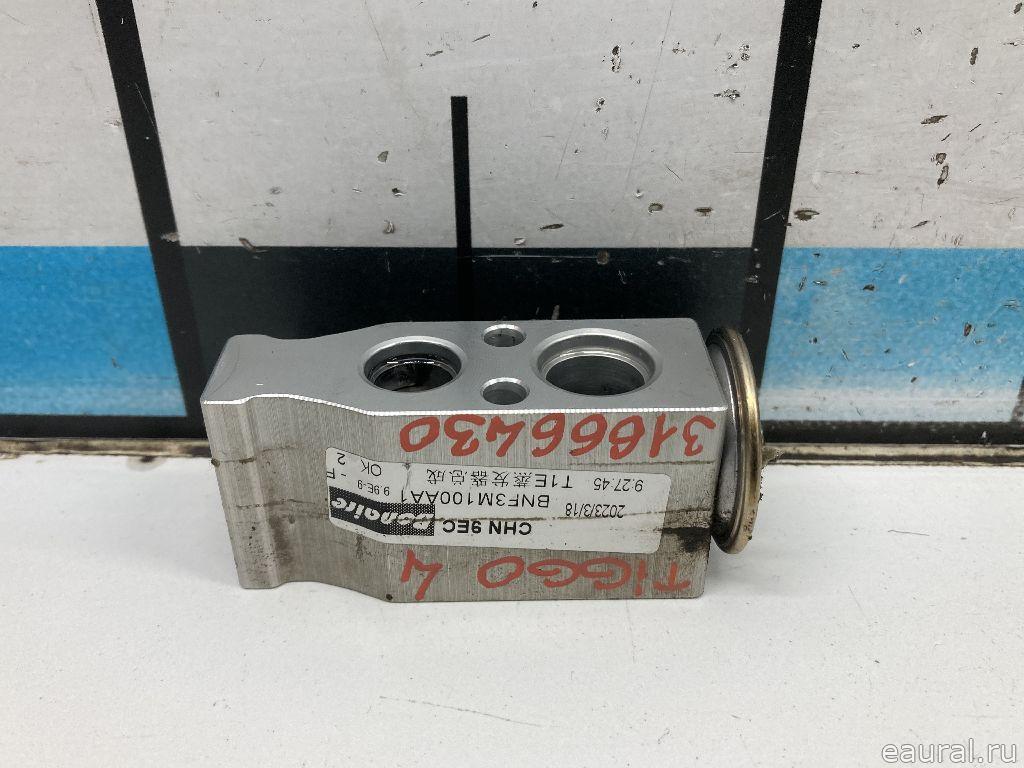 31666430
CHN 9EC
2023/3/18 BNF3M100AA1
9:27:45 T1E蒸发器总成
9.9E-9
OK 2
-F
TIGGO 4
eaural.ru